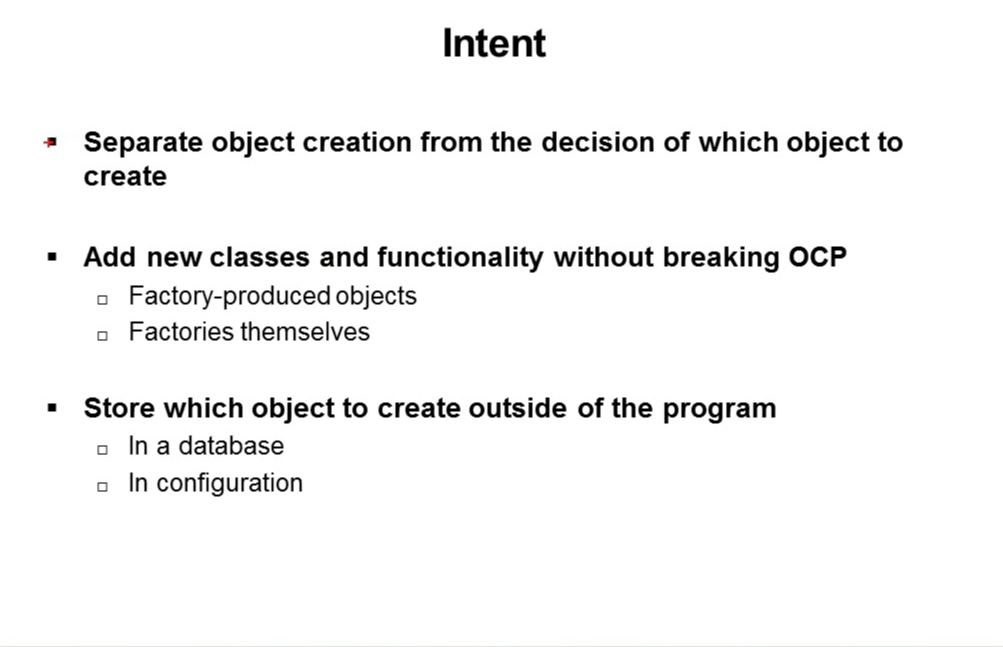 Intent
▪ Separate object creation from the decision of which object to
create
▪ Add new classes and functionality without breaking OCP
▫ Factory-produced objects
▫ Factories themselves
▪ Store which object to create outside of the program
▫ In a database
▫ In configuration